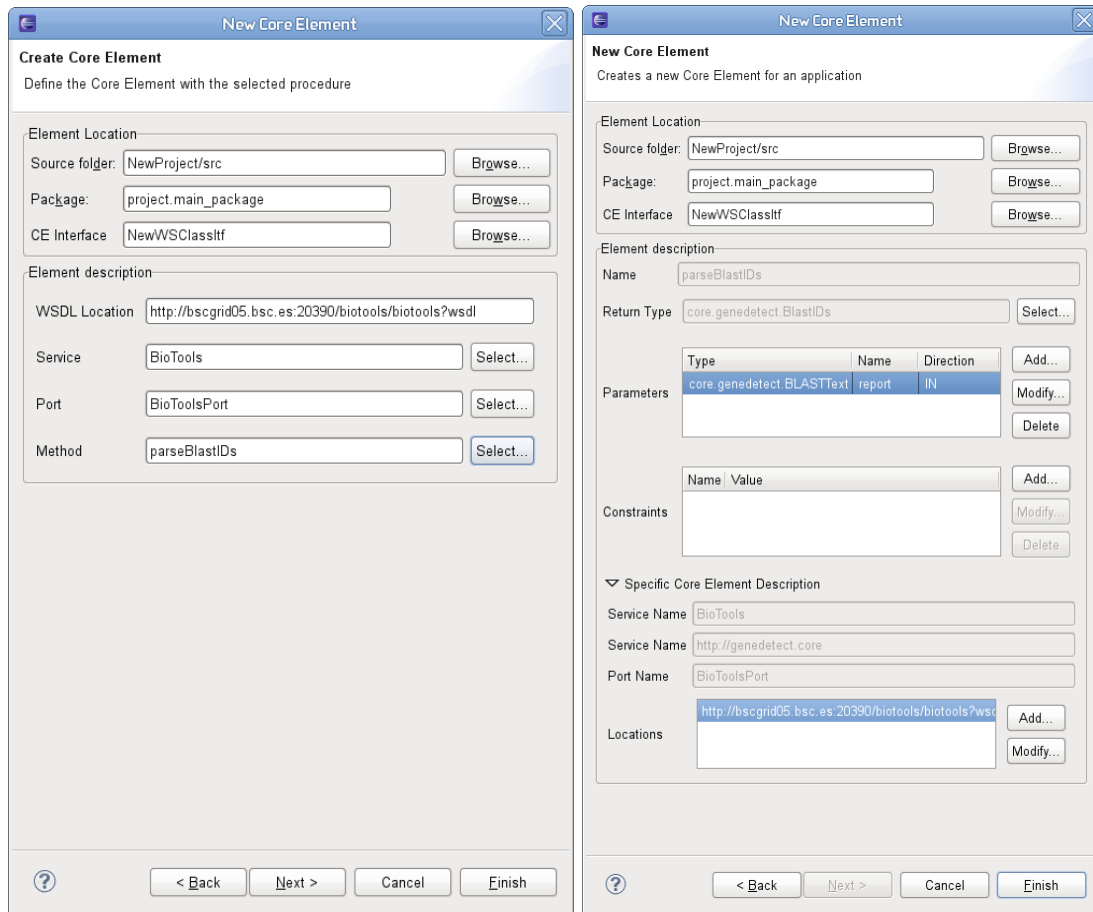 New Core Element
Create Core Element
Define the Core Element with the selected procedure
Element Location
Source folder: NewProject/src Browse...
Package: project.main_package Browse...
CE Interface NewWSClassItf Browse...
Element description
WSDL Location http://bscgrid05.bsc.es:20390/biotools/biotools?wsdl
Service BioTools Select...
Port BioToolsPort Select...
Method parseBlastIDs Select...
? < Back Next > Cancel Finish
New Core Element
New Core Element
Creates a new Core Element for an application
Element Location
Source folder: NewProject/src Browse...
Package: project.main_package Browse...
CE Interface NewWSClassItf Browse...
Element description
Name parseBlastIDs
Return Type core.genedetect.BlastIDs Select...
Parameters
Type Name Direction
core.genedetect.BLASTText report IN
Add...
Modify...
Delete
Constraints
Name Value
Add...
Modify...
Delete
Specific Core Element Description
Service Name BioTools
Service Name http://genedetect.core
Port Name BioToolsPort
Locations
http://bscgrid05.bsc.es:20390/biotools/biotools?wsd
Add...
Modify...
? < Back Next > Cancel Finish